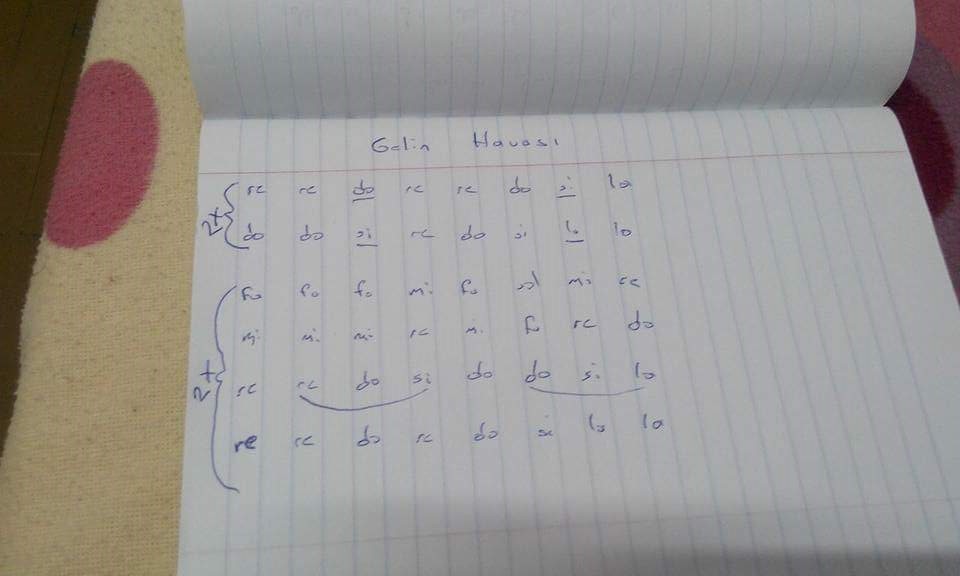 Gelin Havası
2x { re re do re re do si la
do do si re do si la la
2x { fa fa fa mi fa sol mi re
mi mi mi re mi fa re do
re re do si do do si la
re re do re do si la la